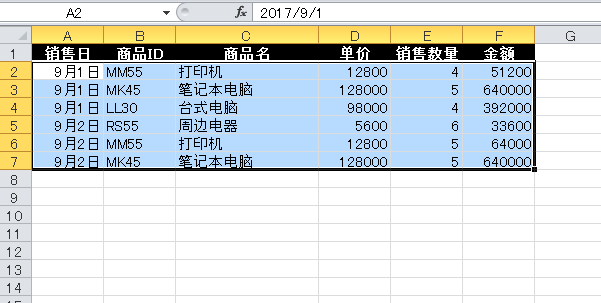 A2 fx 2017/9/1
A B C D E F G
1 销售日 商品ID 商品名 单价 销售数量 金额
2 9月1日 MM55 打印机 12800 4 51200
3 9月1日 MK45 笔记本电脑 128000 5 640000
4 9月1日 LL30 台式电脑 98000 4 392000
5 9月2日 RS55 周边电器 5600 6 33600
6 9月2日 MM55 打印机 12800 5 64000
7 9月2日 MK45 笔记本电脑 128000 5 640000
8
9
10
11
12
13
14